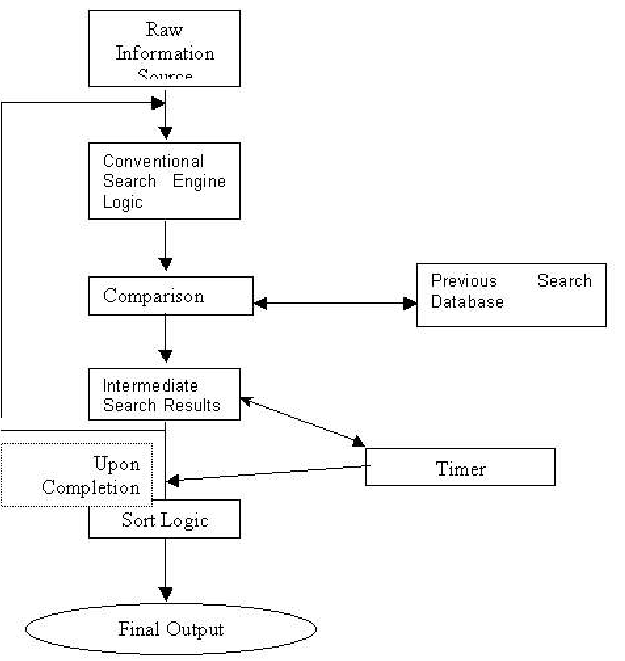 Raw
Information
Source
Conventional
Search Engine
Logic
Comparison
Previous Search
Database
Intermediate
Search Results
Upon
Completion
Timer
Sort Logic
Final Output